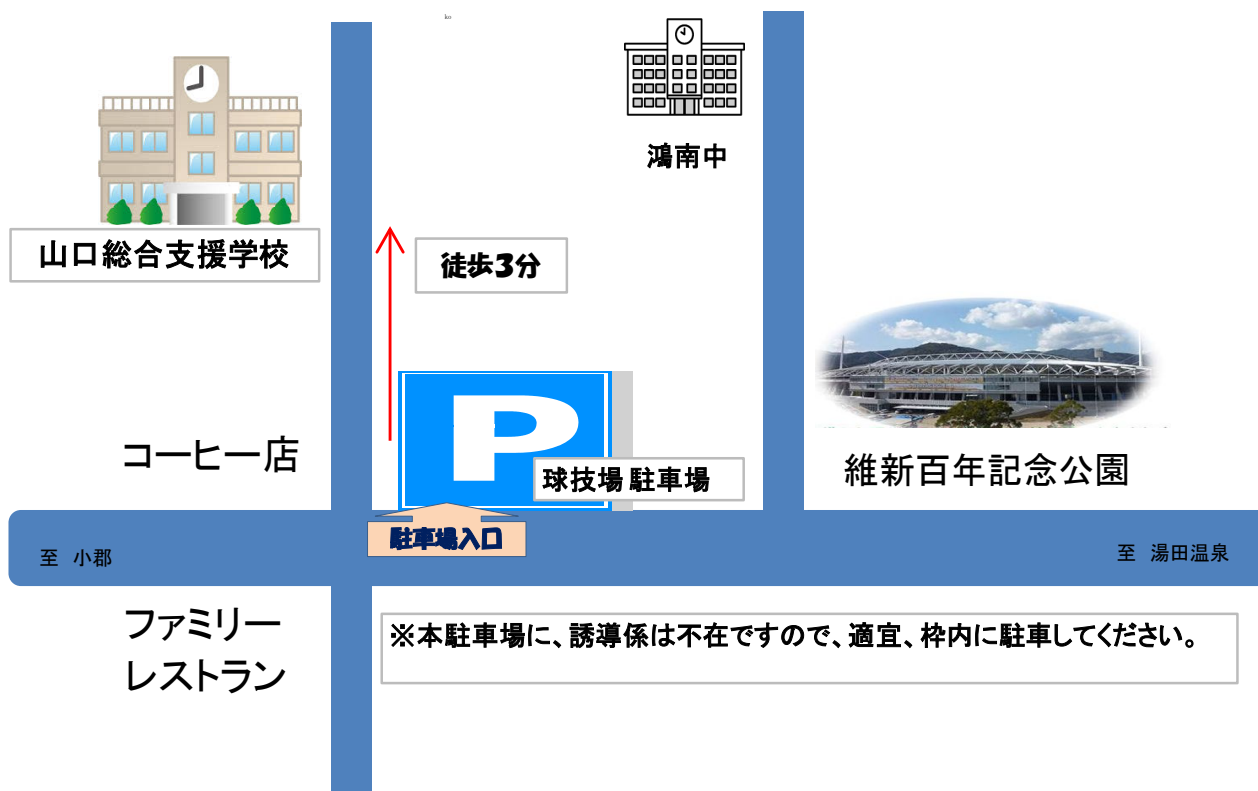 ko
鴻南中
山口総合支援学校
徒歩3分
P
コーヒー店
球技場 駐車場
維新百年記念公園
駐車場入口
至 小郡
至 湯田温泉
ファミリー
レストラン
※本駐車場に、誘導係は不在ですので、適宜、枠内に駐車してください。